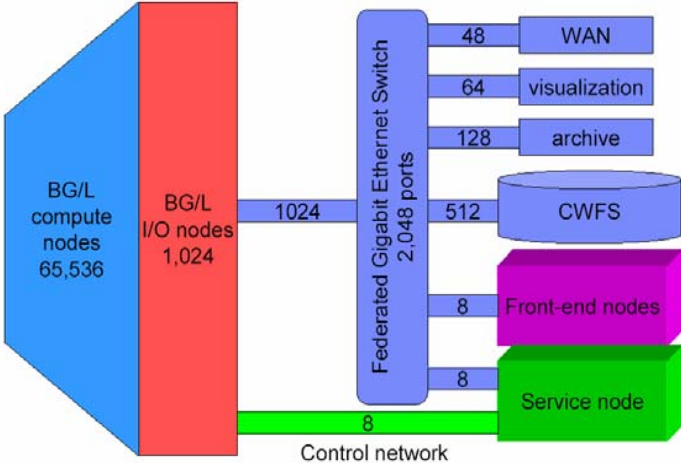 BG/L
compute
nodes
65,536
BG/L
I/O nodes
1,024
1024
Federated Gigabit Ethernet Switch
2,048 ports
48
WAN
64
visualization
128
archive
512
CWFS
8
Front-end nodes
8
Service node
8
Control network